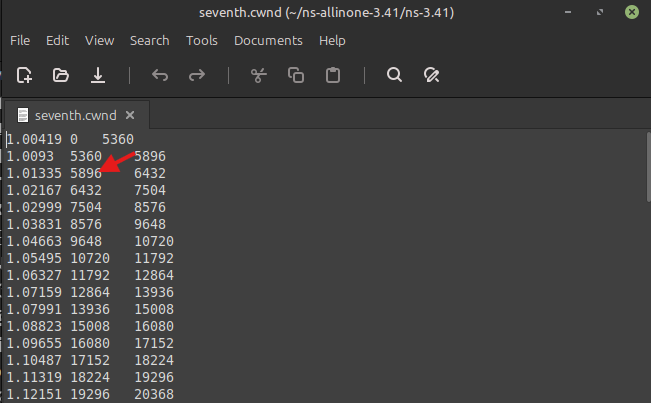 seventh.cwnd (~/ns-allinone-3.41/ns-3.41)
File Edit View Search Tools Documents Help
seventh.cwnd
1.00419 0 5360
1.0093 5360 5896
1.01335 5896 6432
1.02167 6432 7504
1.02999 7504 8576
1.03831 8576 9648
1.04663 9648 10720
1.05495 10720 11792
1.06327 11792 12864
1.07159 12864 13936
1.07991 13936 15008
1.08823 15008 16080
1.09655 16080 17152
1.10487 17152 18224
1.11319 18224 19296
1.12151 19296 20368